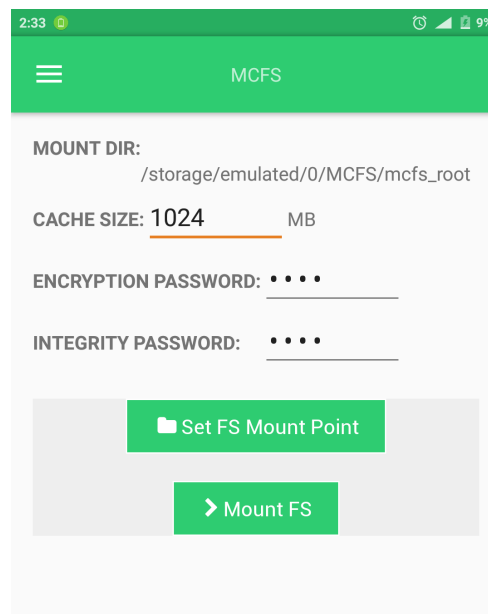 2:33 9%
MCFS
MOUNT DIR:
/storage/emulated/0/MCFS/mcfs_root
CACHE SIZE: 1024 MB
ENCRYPTION PASSWORD: ••••
INTEGRITY PASSWORD: ••••
Set FS Mount Point
Mount FS